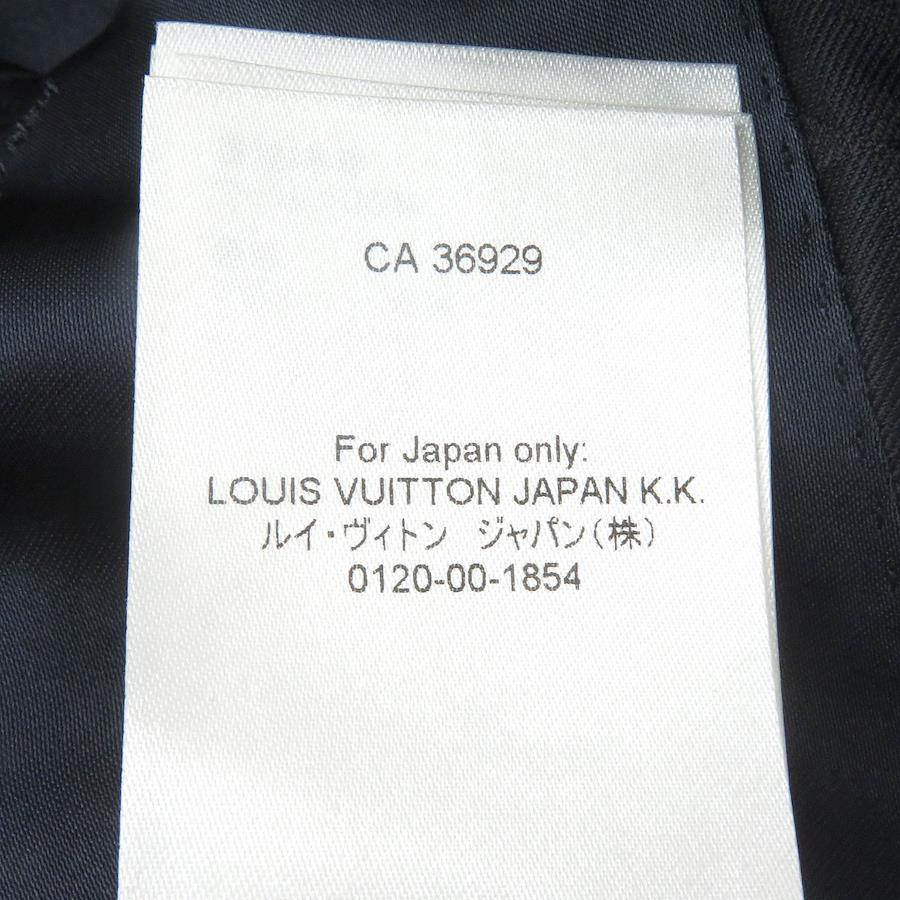 CA 36929
For Japan only:
LOUIS VUITTON JAPAN K.K.
ルイ・ヴィトン ジャパン(株)
0120-00-1854